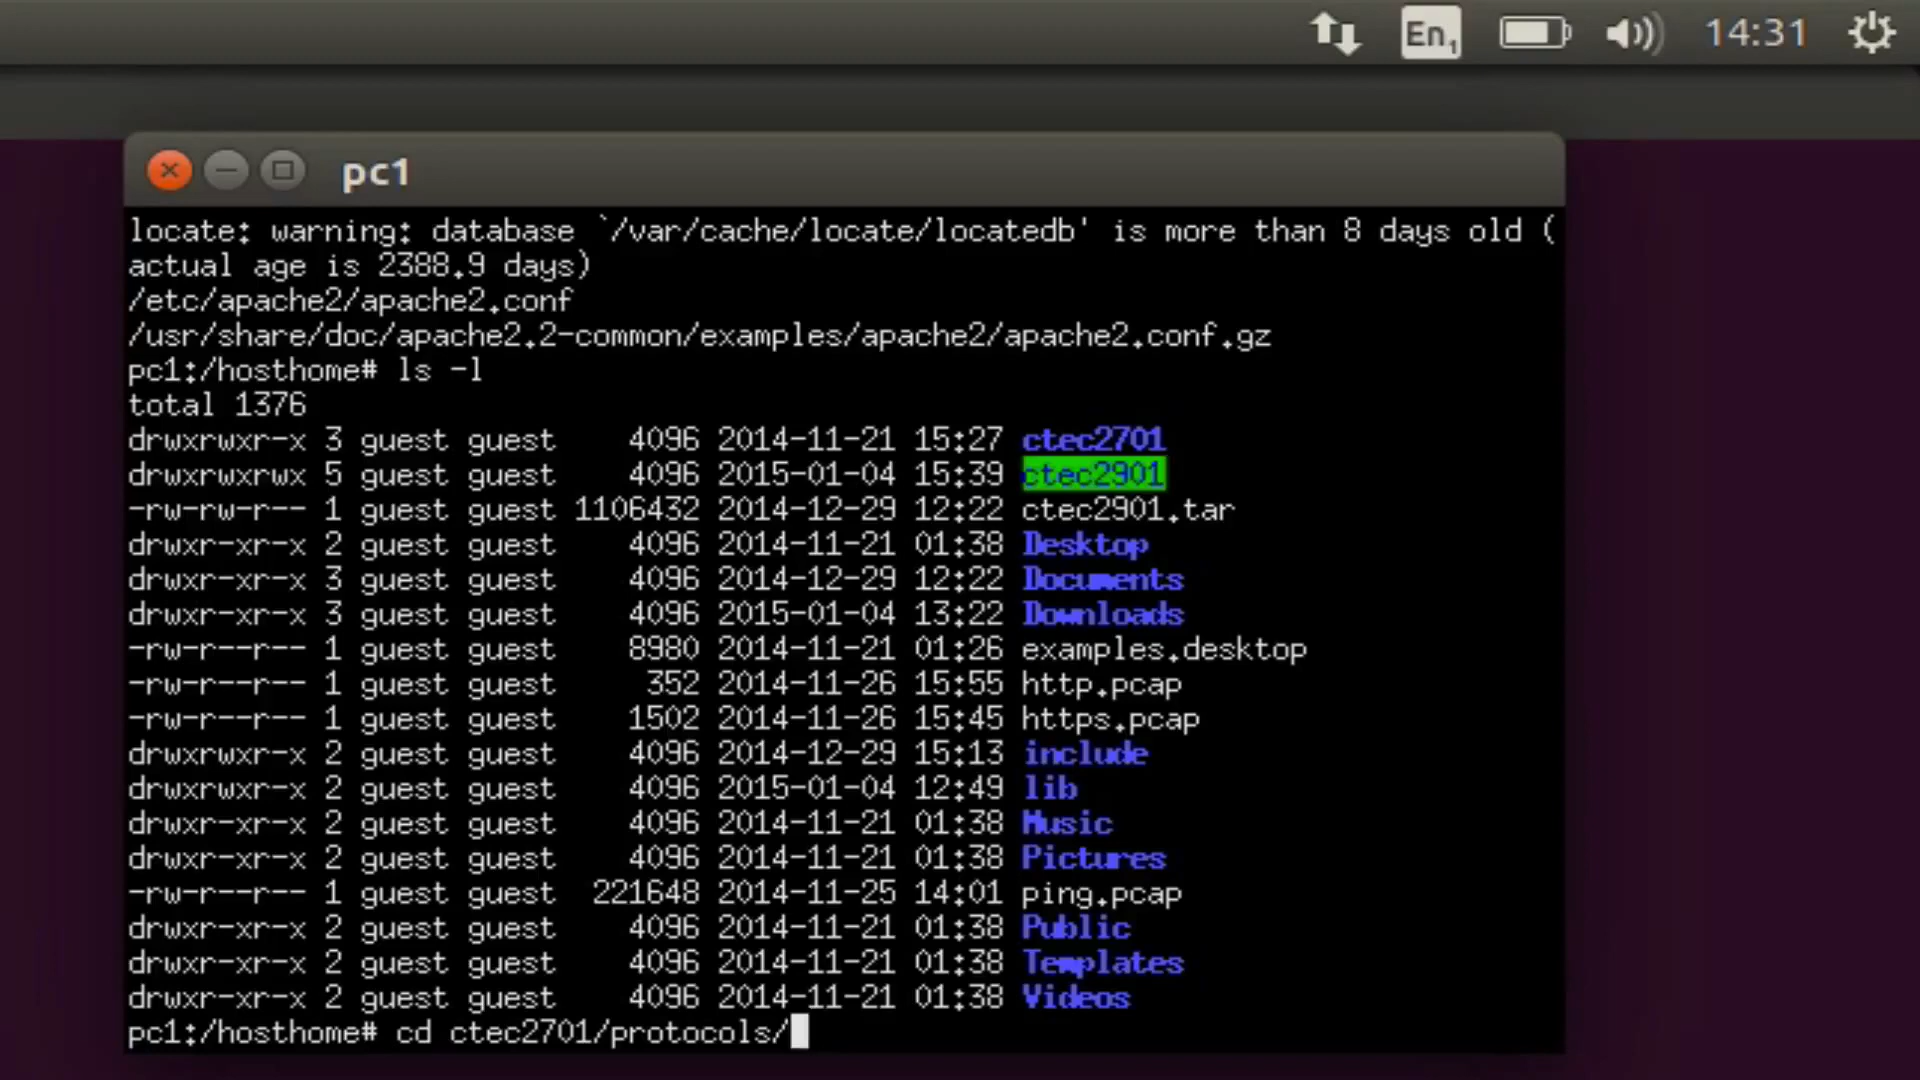 En1
14:31
pc1
locate: warning: database `/var/cache/locate/locatedb' is more than 8 days old (
actual age is 2388.9 days)
/etc/apache2/apache2.conf
/usr/share/doc/apache2.2-common/examples/apache2/apache2.conf.gz
pc1:/hosthome# ls -l
total 1376
drwxrwxr-x 3 guest guest    4096 2014-11-21 15:27 ctec2701
drwxrwxrwx 5 guest guest    4096 2015-01-04 15:39 ctec2901
-rw-rw-r-- 1 guest guest 1106432 2014-12-29 12:22 ctec2901.tar
drwxr-xr-x 2 guest guest    4096 2014-11-21 01:38 Desktop
drwxr-xr-x 3 guest guest    4096 2014-12-29 12:22 Documents
drwxr-xr-x 3 guest guest    4096 2015-01-04 13:22 Downloads
-rw-r--r-- 1 guest guest    8980 2014-11-21 01:26 examples.desktop
-rw-r--r-- 1 guest guest     352 2014-11-26 15:55 http.pcap
-rw-r--r-- 1 guest guest    1502 2014-11-26 15:45 https.pcap
drwxrwxr-x 2 guest guest    4096 2014-12-29 15:13 include
drwxrwxr-x 2 guest guest    4096 2015-01-04 12:49 lib
drwxr-xr-x 2 guest guest    4096 2014-11-21 01:38 Music
drwxr-xr-x 2 guest guest    4096 2014-11-21 01:38 Pictures
-rw-r--r-- 1 guest guest  221648 2014-11-25 14:01 ping.pcap
drwxr-xr-x 2 guest guest    4096 2014-11-21 01:38 Public
drwxr-xr-x 2 guest guest    4096 2014-11-21 01:38 Templates
drwxr-xr-x 2 guest guest    4096 2014-11-21 01:38 Videos
pc1:/hosthome# cd ctec2701/protocols/